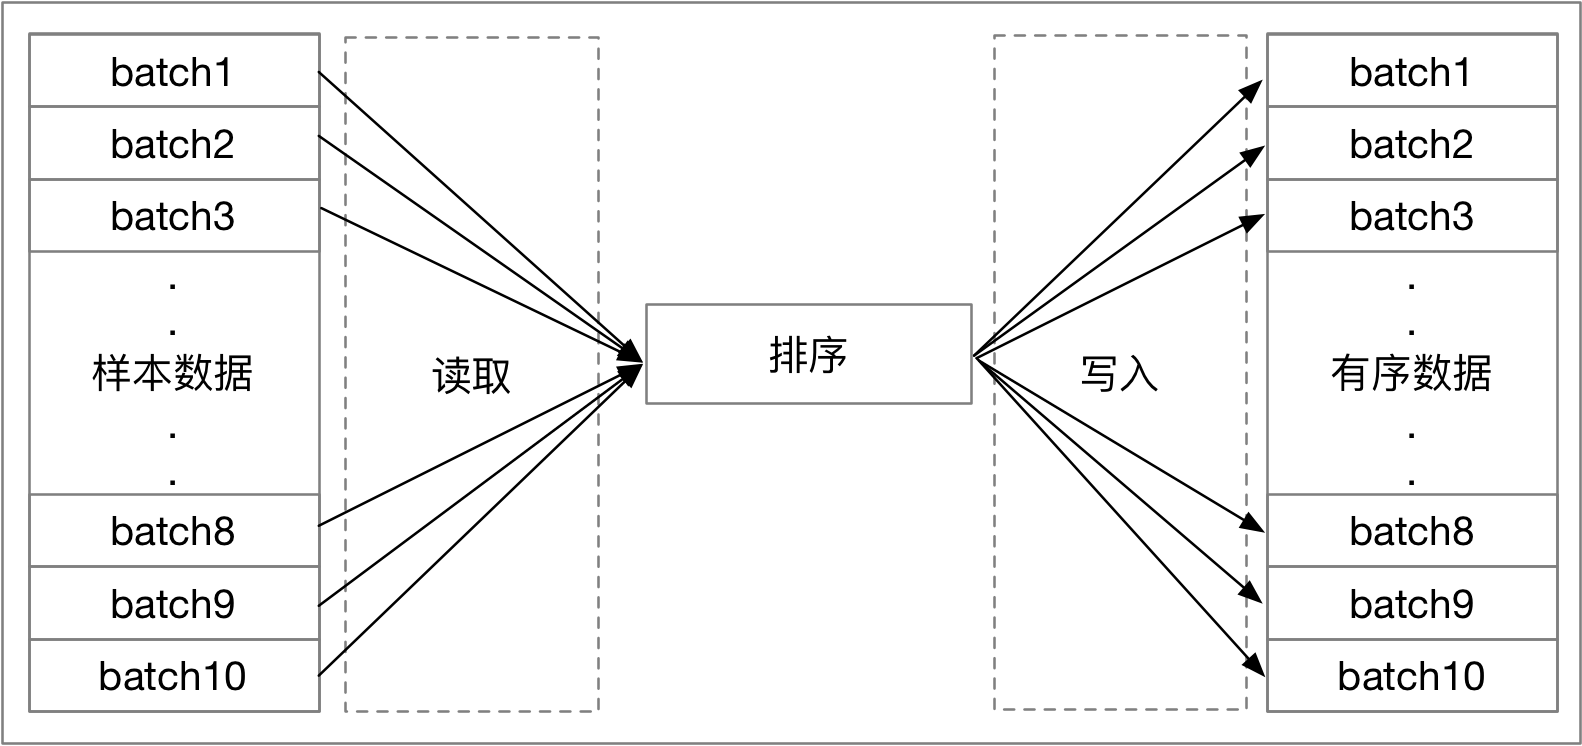 batch1
batch2
batch3
.
.
样本数据
.
.
batch8
batch9
batch10
读取
排序
写入
batch1
batch2
batch3
.
.
有序数据
.
.
batch8
batch9
batch10